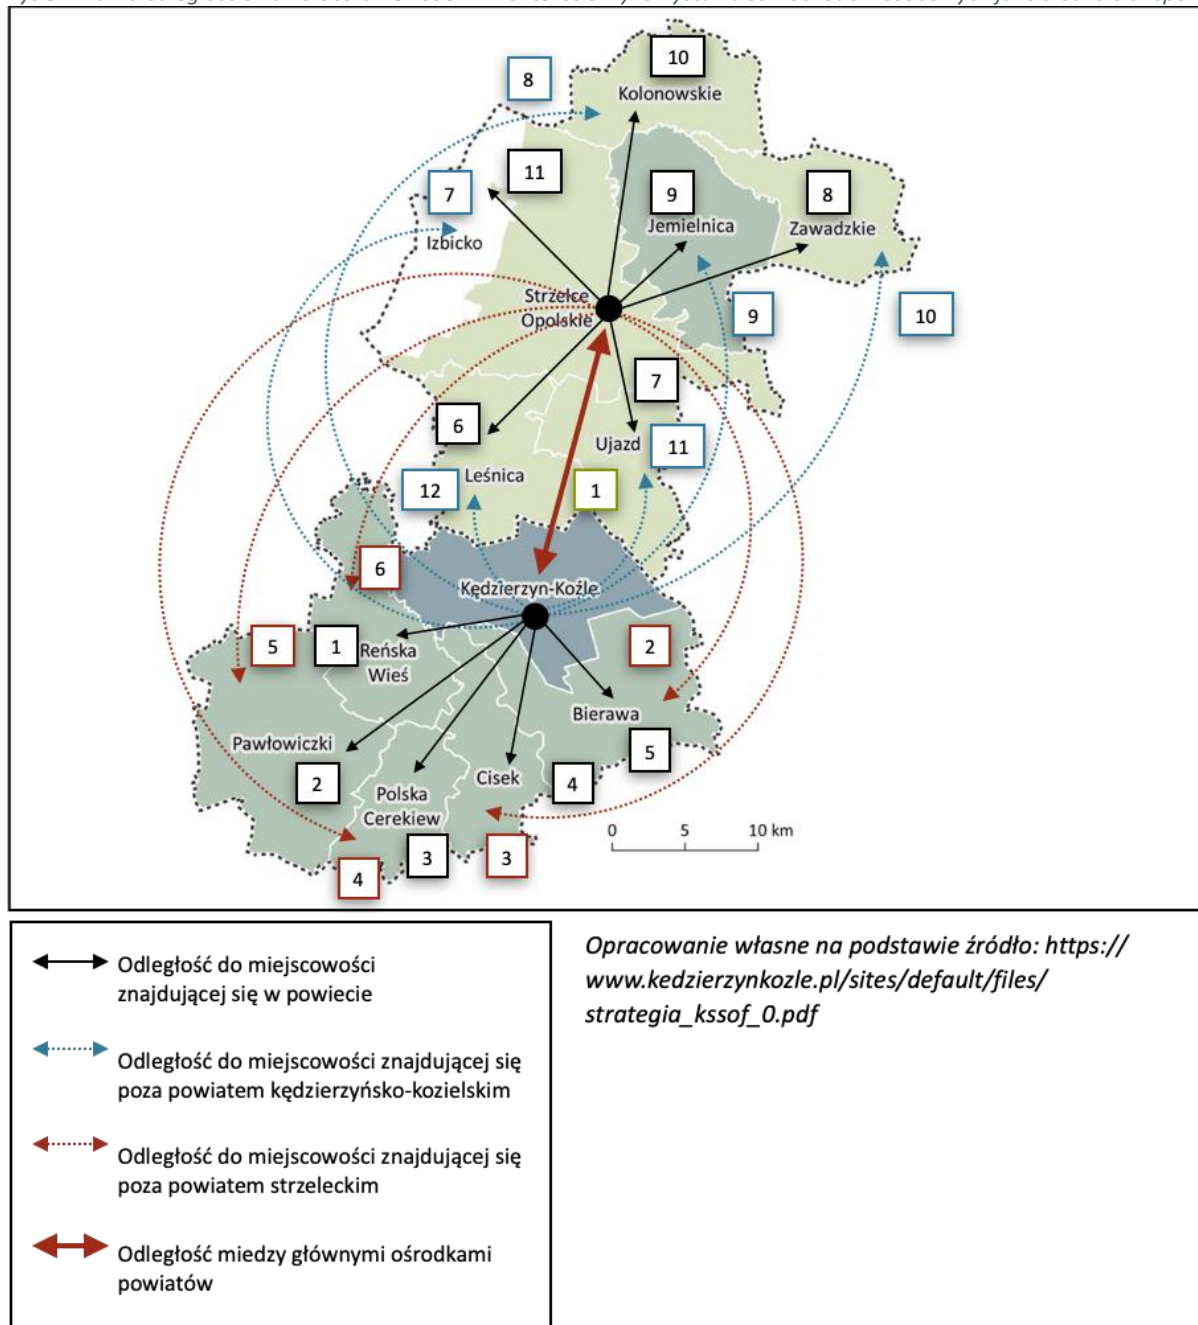 10
Kolonowskie
8
11
7
9
8
Jemielnica
Zawadzkie
Izbicko
Strzelce
Opolskie
9
10
7
6
Ujazd
11
Leśnica
12
1
6
Kędzierzyn-Koźle
5
1
Reńska
Wieś
2
Bierawa
Pawłowiczki
5
2
Cisek
4
Polska
Cerekiew
0 5 10 km
3
3
4
Odległość do miejscowości
znajdującej się w powiecie
Odległość do miejscowości znajdującej się
poza powiatem kędzierzyńsko-kozielskim
Odległość do miejscowości znajdującej się
poza powiatem strzeleckim
Odległość miedzy głównymi ośrodkami
powiatów
Opracowanie własne na podstawie źródło: https://
www.kedzierzynkozle.pl/sites/default/files/
strategia_kssof_0.pdf